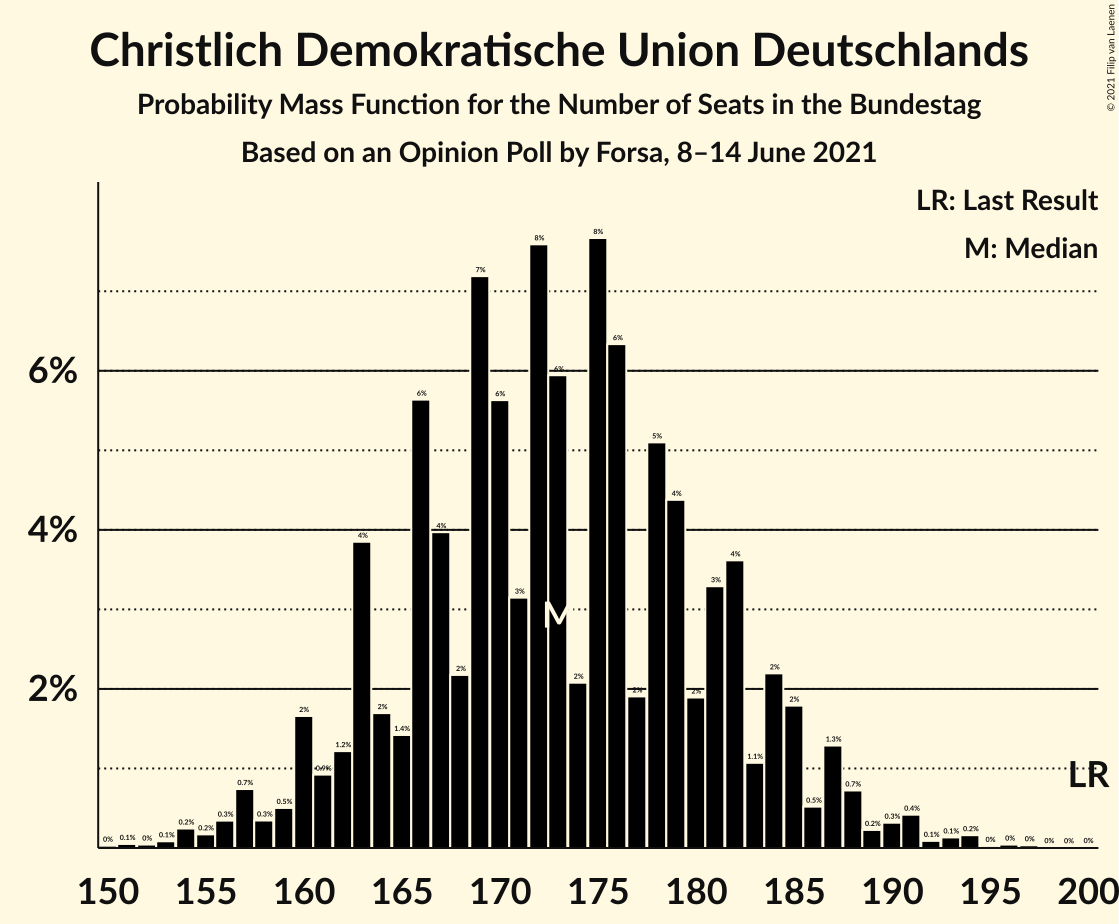 Christlich Demokratische Union Deutschlands
Probability Mass Function for the Number of Seats in the Bundestag
Based on an Opinion Poll by Forsa, 8–14 June 2021
© 2021 Filip van Laenen
LR: Last Result
M: Median
6%
4%
2%
0% 0.1% 0% 0.1% 0.2% 0.2% 0.3% 0.7% 0.3% 0.5% 2% 0.9% 1.2% 4% 2% 1.4% 6% 4% 2% 7% 6% 3% 8% 6% 2% 8% 6% 2% 5% 4% 2% 3% 4% 1.1% 2% 2% 0.5% 1.3% 0.7% 0.2% 0.3% 0.4% 0.1% 0.1% 0.2% 0% 0% 0% 0% 0% 0%
M
LR
150 155 160 165 170 175 180 185 190 195 200